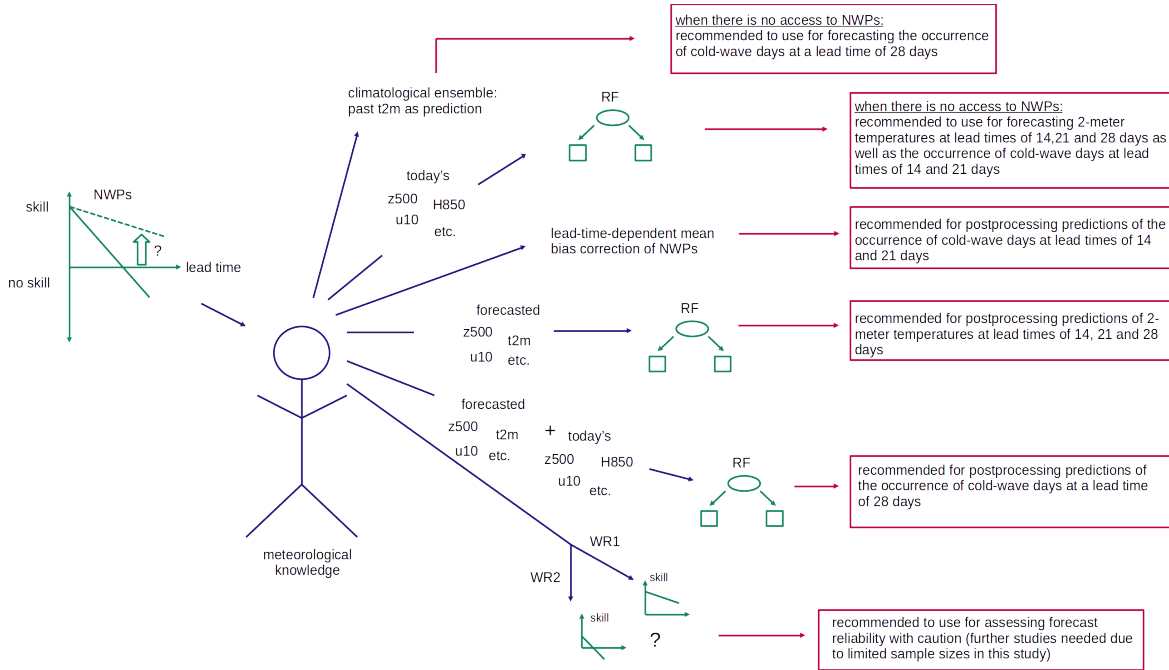 when there is no access to NWPs:
recommended to use for forecasting the occurrence
of cold-wave days at a lead time of 28 days
climatological ensemble:
past t2m as prediction
RF
when there is no access to NWPs:
recommended to use for forecasting 2-meter
temperatures at lead times of 14,21 and 28 days as
well as the occurrence of cold-wave days at lead
times of 14 and 21 days
today's
z500
H850
u10
etc.
NWPs
skill
?
lead time
no skill
lead-time-dependent mean
bias correction of NWPs
recommended for postprocessing predictions of the
occurrence of cold-wave days at lead times of 14
and 21 days
forecasted
z500
t2m
u10
etc.
RF
recommended for postprocessing predictions of 2-
meter temperatures at lead times of 14, 21 and 28
days
forecasted
z500
t2m
u10
etc.
+
today's
z500
H850
u10
etc.
RF
recommended for postprocessing predictions of
the occurrence of cold-wave days at a lead time
of 28 days
meteorological
knowledge
WR1
WR2
skill
skill
?
recommended to use for assessing forecast
reliability with caution (further studies needed due
to limited sample sizes in this study)